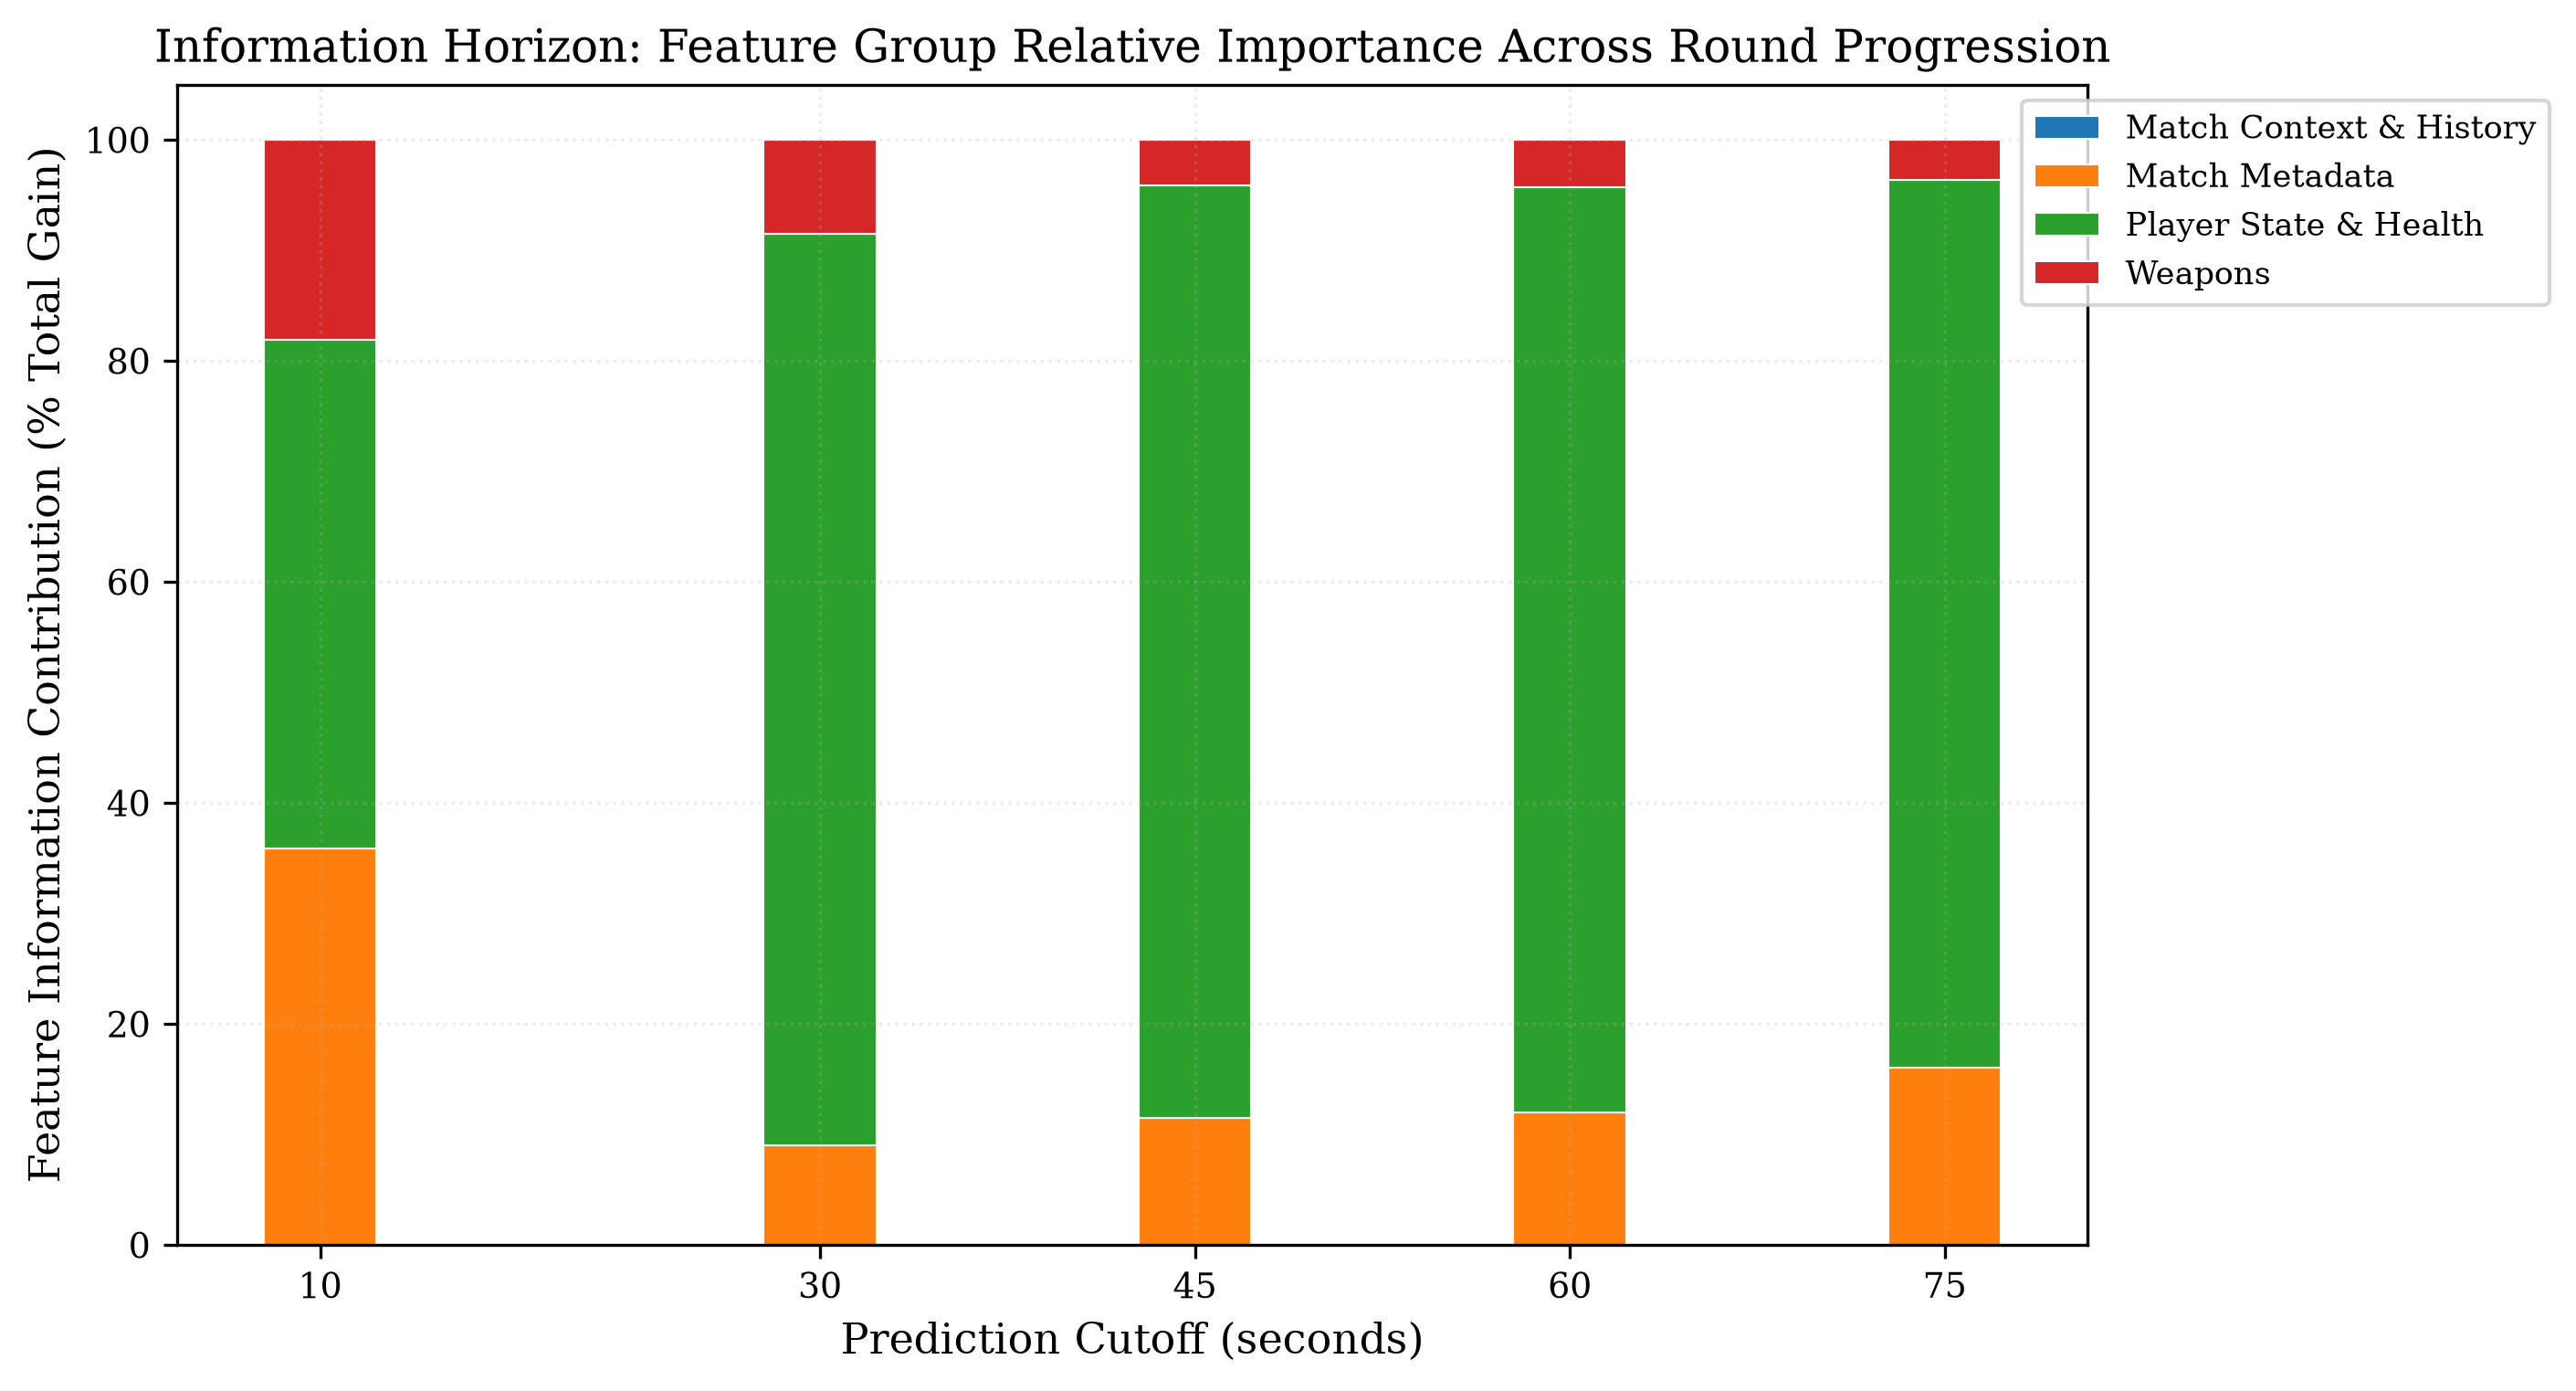 Information Horizon: Feature Group Relative Importance Across Round Progression
Feature Information Contribution (% Total Gain)
100
80
60
40
20
0
10 30 45 60 75
Prediction Cutoff (seconds)
Match Context & History
Match Metadata
Player State & Health
Weapons